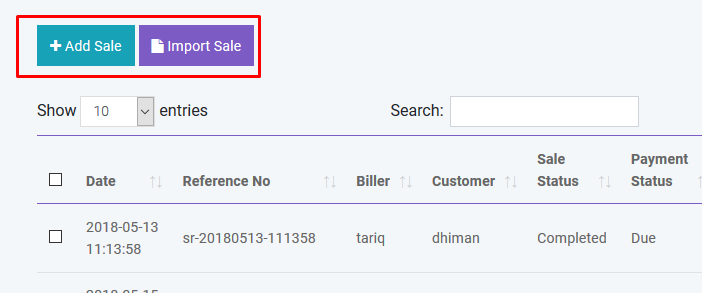 Add Sale Import Sale
Show 10 entries Search:
Date Reference No Biller Customer Sale Status Payment Status
2018-05-13 11:13:58 sr-20180513-111358 tariq dhiman Completed Due